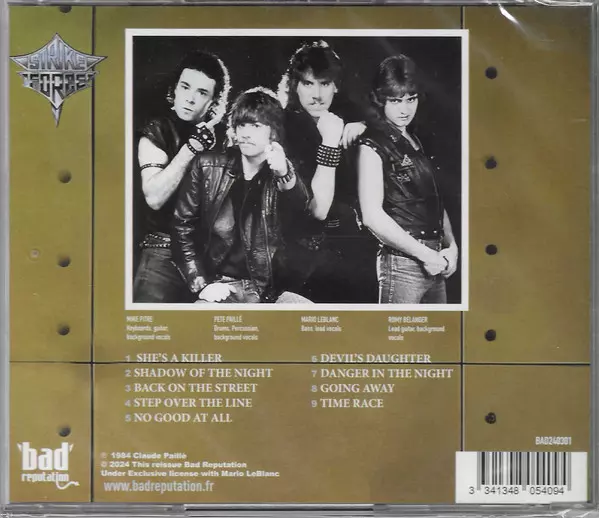 STRIKE
FORCE
MIKE PITRE
Keyboards, guitar,
background vocals
PETE PAILLÉ
Drums, Percussion,
background vocals
MARIO LEBLANC
Bass, lead vocals
ROMY BELANGER
Lead guitar, background
vocals
1 SHE'S A KILLER
2 SHADOW OF THE NIGHT
3 BACK ON THE STREET
4 STEP OVER THE LINE
5 NO GOOD AT ALL
6 DEVIL'S DAUGHTER
7 DANGER IN THE NIGHT
8 GOING AWAY
9 TIME RACE
'bad'
reputation
℗ 1984 Claude Paillé
© 2024 This reissue Bad Reputation
Under Exclusive license with Mario LeBlanc
www.badreputation.fr
BAD240301
3 341348 054094